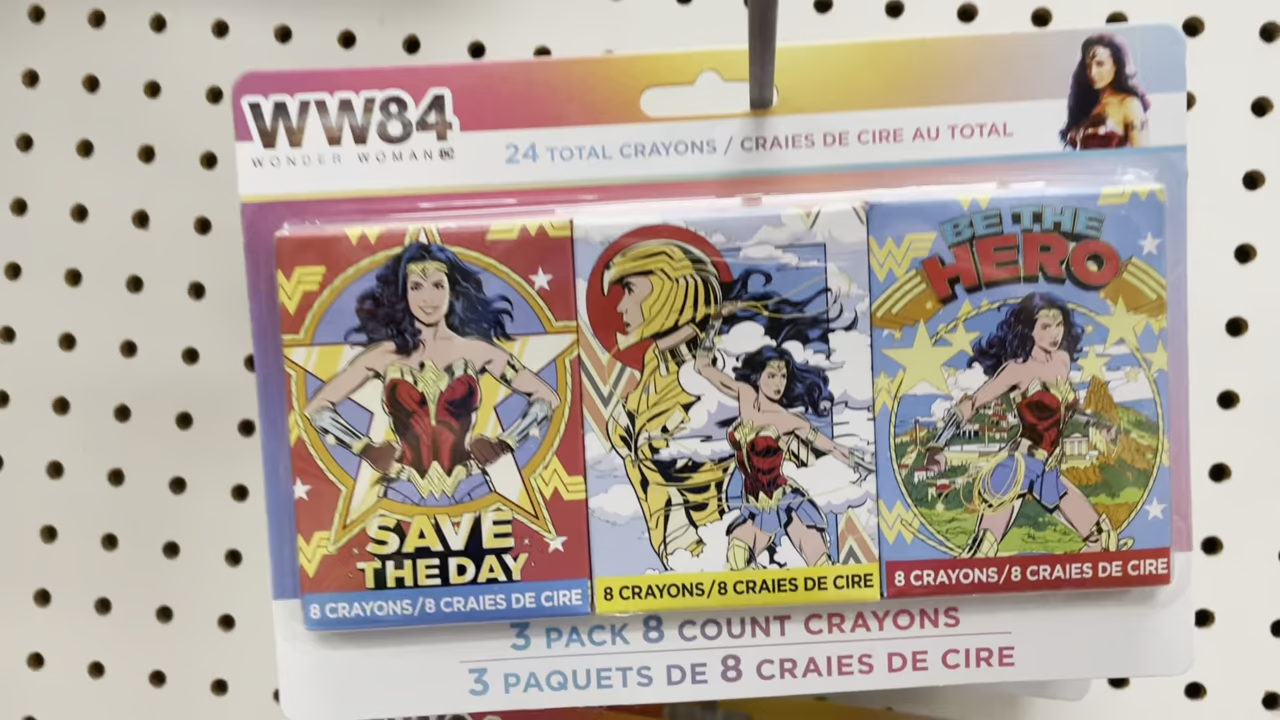 WW84
WONDER WOMAN DC
24 TOTAL CRAYONS / CRAIES DE CIRE AU TOTAL
SAVE
THE DAY
8 CRAYONS/8 CRAIES DE CIRE
8 CRAYONS/8 CRAIES DE CIRE
BE THE
HERO
8 CRAYONS/8 CRAIES DE CIRE
3 PACK 8 COUNT CRAYONS
3 PAQUETS DE 8 CRAIES DE CIRE